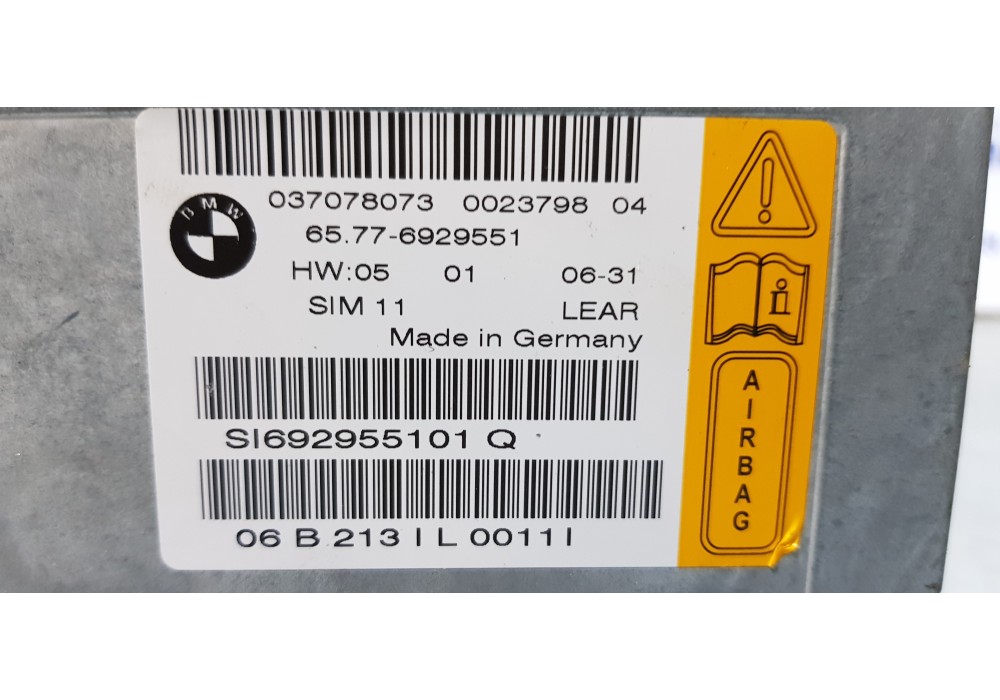 037078073 0023798 04
BMW
65.77-6929551
HW:05 01 06-31
SIM 11 LEAR
Made in Germany
SI692955101 Q
06 B 213 I L 0011 I
AIRBAG